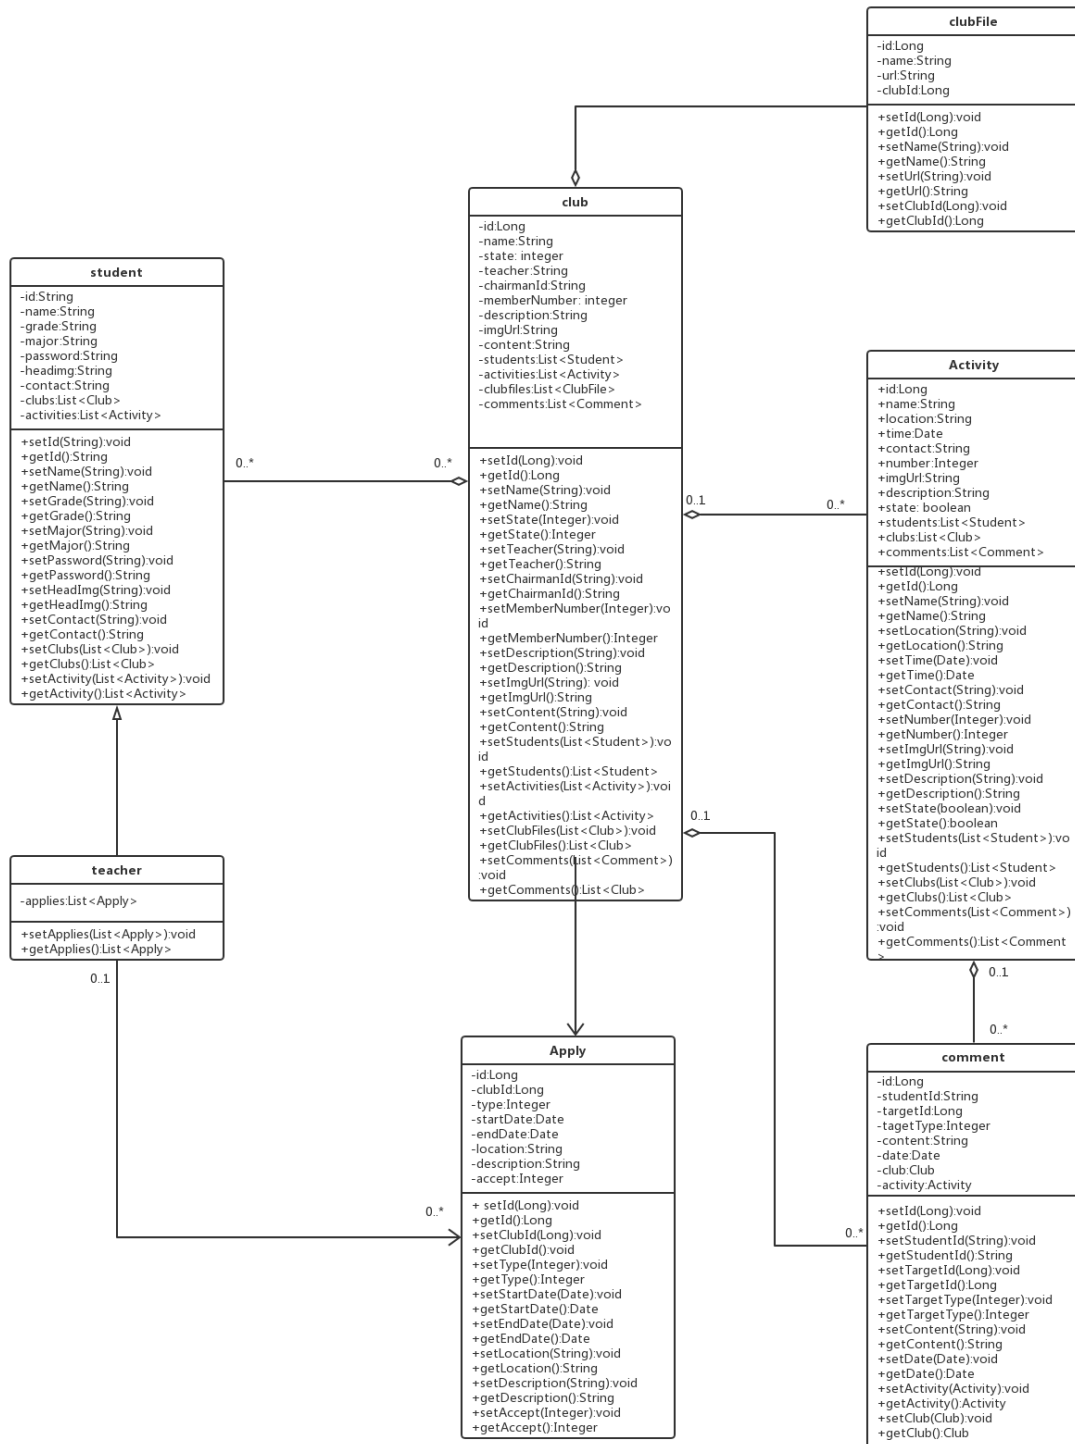 clubFile
-id:Long
-name:String
-url:String
-clubId:Long
+setId(Long):void
+getId():Long
+setName(String):void
+getName():String
+setUrl(String):void
+getUrl():String
+setClubId(Long):void
+getClubId():Long
club
-id:Long
-name:String
-state: integer
-teacher:String
-chairmanId:String
-memberNumber: integer
-description:String
-imgUrl:String
-content:String
-students:List<Student>
-activities:List<Activity>
-clubfiles:List<ClubFile>
-comments:List<Comment>
+setId(Long):void
+getId():Long
+setName(String):void
+getName():String
+setState(Integer):void
+getState():Integer
+setTeacher(String):void
+getTeacher():String
+setChairmanId(String):void
+getChairmanId():String
+setMemberNumber(Integer):vo
id
+getMemberNumber():Integer
+setDescription(String):void
+getDescription():String
+setImgUrl(String): void
+getImgUrl():String
+setContent(String):void
+getContent():String
+setStudents(List<Student>):vo
id
+getStudents():List<Student>
+setActivities(List<Activity>):voi
d
+getActivities():List<Activity>
+setClubFiles(List<Club>):void
+getClubFiles():List<Club>
+setComments(List<Comment>)
:void
+getComments():List<Club>
student
-id:String
-name:String
-grade:String
-major:String
-password:String
-headimg:String
-contact:String
-clubs:List<Club>
-activities:List<Activity>
+setId(String):void
+getId():String
+setName(String):void
+getName():String
+setGrade(String):void
+getGrade():String
+setMajor(String):void
+getMajor():String
+setPassword(String):void
+getPassword():String
+setHeadImg(String):void
+getHeadImg():String
+setContact(String):void
+getContact():String
+setClubs(List<Club>):void
+getClubs():List<Club>
+setActivity(List<Activity>):void
+getActivity():List<Activity>
0..*
0..*
0..1
0..*
Activity
+id:Long
+name:String
+location:String
+time:Date
+contact:String
+number:Integer
+imgUrl:String
+description:String
+state: boolean
+students:List<Student>
+clubs:List<Club>
+comments:List<Comment>
+setId(Long):void
+getId():Long
+setName(String):void
+getName():String
+setLocation(String):void
+getLocation():String
+setTime(Date):void
+getTime():Date
+setContact(String):void
+getContact():String
+setNumber(Integer):void
+getNumber():Integer
+setImgUrl(String):void
+getImgUrl():String
+setDescription(String):void
+getDescription():String
+setState(boolean):void
+getState():boolean
+setStudents(List<Student>):vo
id
+getStudents():List<Student>
+setClubs(List<Club>):void
+getClubs():List<Club>
+setComments(List<Comment>)
:void
+getComments():List<Comment
>
0..1
teacher
-applies:List<Apply>
+setApplies(List<Apply>):void
+getApplies():List<Apply>
0..1
0..1
0..*
0..*
0..*
Apply
-id:Long
-clubId:Long
-type:Integer
-startDate:Date
-endDate:Date
-location:String
-description:String
-accept:Integer
+ setId(Long):void
+getId():Long
+setClubId(Long):void
+getClubId():void
+setType(Integer):void
+getType():Integer
+setStartDate(Date):void
+getStartDate():Date
+setEndDate(Date):void
+getEndDate():Date
+setLocation(String):void
+getLocation():String
+setDescription(String):void
+getDescription():String
+setAccept(Integer):void
+getAccept():Integer
comment
-id:Long
-studentId:String
-targetId:Long
-tagetType:Integer
-content:String
-date:Date
-club:Club
-activity:Activity
+setId(Long):void
+getId():Long
+setStudentId(String):void
+getStudentId():String
+setTargetId(Long):void
+getTargetId():Long
+setTargetType(Integer):void
+getTargetType():Integer
+setContent(String):void
+getContent():String
+setDate(Date):void
+getDate():Date
+setActivity(Activity):void
+getActivity():Activity
+setClub(Club):void
+getClub():Club